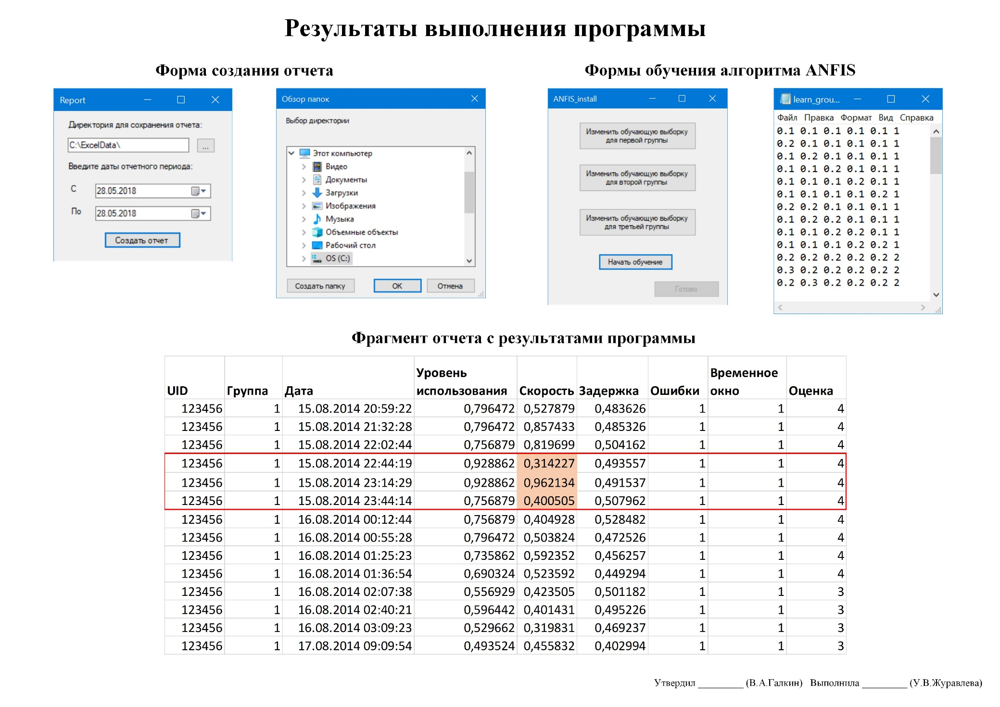 Результаты выполнения программы
Форма создания отчета
Report
Директория для сохранения отчета:
C:\ExcelData\
...
Введите даты отчетного периода:
С
28.05.2018
По
28.05.2018
Создать отчет
Обзор папок
Выбор директории
Этот компьютер
Видео
Документы
Загрузки
Изображения
Музыка
Объемные объекты
Рабочий стол
OS (C:)
Создать папку
ОК
Отмена
Формы обучения алгоритма ANFIS
ANFIS_install
Изменить обучающую выборку
для первой группы
Изменить обучающую выборку
для второй группы
Изменить обучающую выборку
для третьей группы
Начать обучение
Готово
learn_grou...
Файл Правка Формат Вид Справка
0.1 0.1 0.1 0.1 0.1 1
0.2 0.1 0.1 0.1 0.1 1
0.1 0.2 0.1 0.1 0.1 1
0.1 0.1 0.2 0.1 0.1 1
0.1 0.1 0.1 0.2 0.1 1
0.1 0.1 0.1 0.1 0.2 1
0.2 0.2 0.1 0.1 0.1 1
0.1 0.2 0.2 0.1 0.1 1
0.1 0.1 0.2 0.2 0.1 1
0.1 0.1 0.1 0.2 0.2 1
0.2 0.2 0.2 0.2 0.2 2
0.3 0.2 0.2 0.2 0.2 2
0.2 0.3 0.2 0.2 0.2 2
Фрагмент отчета с результатами программы
UID Группа Дата Уровень использования Скорость Задержка Ошибки Временное окно Оценка
123456 1 15.08.2014 20:59:22 0,796472 0,527879 0,483626 1 1 4
123456 1 15.08.2014 21:32:28 0,796472 0,857433 0,485326 1 1 4
123456 1 15.08.2014 22:02:44 0,756879 0,819699 0,504162 1 1 4
123456 1 15.08.2014 22:44:19 0,928862 0,314227 0,493557 1 1 4
123456 1 15.08.2014 23:14:29 0,928862 0,962134 0,491537 1 1 4
123456 1 15.08.2014 23:44:14 0,756879 0,400505 0,507962 1 1 4
123456 1 16.08.2014 00:12:44 0,756879 0,404928 0,528482 1 1 4
123456 1 16.08.2014 00:55:28 0,796472 0,503824 0,472526 1 1 4
123456 1 16.08.2014 01:25:23 0,735862 0,592352 0,456257 1 1 4
123456 1 16.08.2014 01:36:54 0,690324 0,523592 0,449294 1 1 4
123456 1 16.08.2014 02:07:38 0,556929 0,423505 0,501182 1 1 3
123456 1 16.08.2014 02:40:21 0,596442 0,401431 0,495226 1 1 3
123456 1 16.08.2014 03:09:23 0,529662 0,319831 0,469237 1 1 3
123456 1 17.08.2014 09:09:54 0,493524 0,455832 0,402994 1 1 3
Утвердил _________ (В.А.Галкин) Выполнила _________ (У.В.Журавлева)